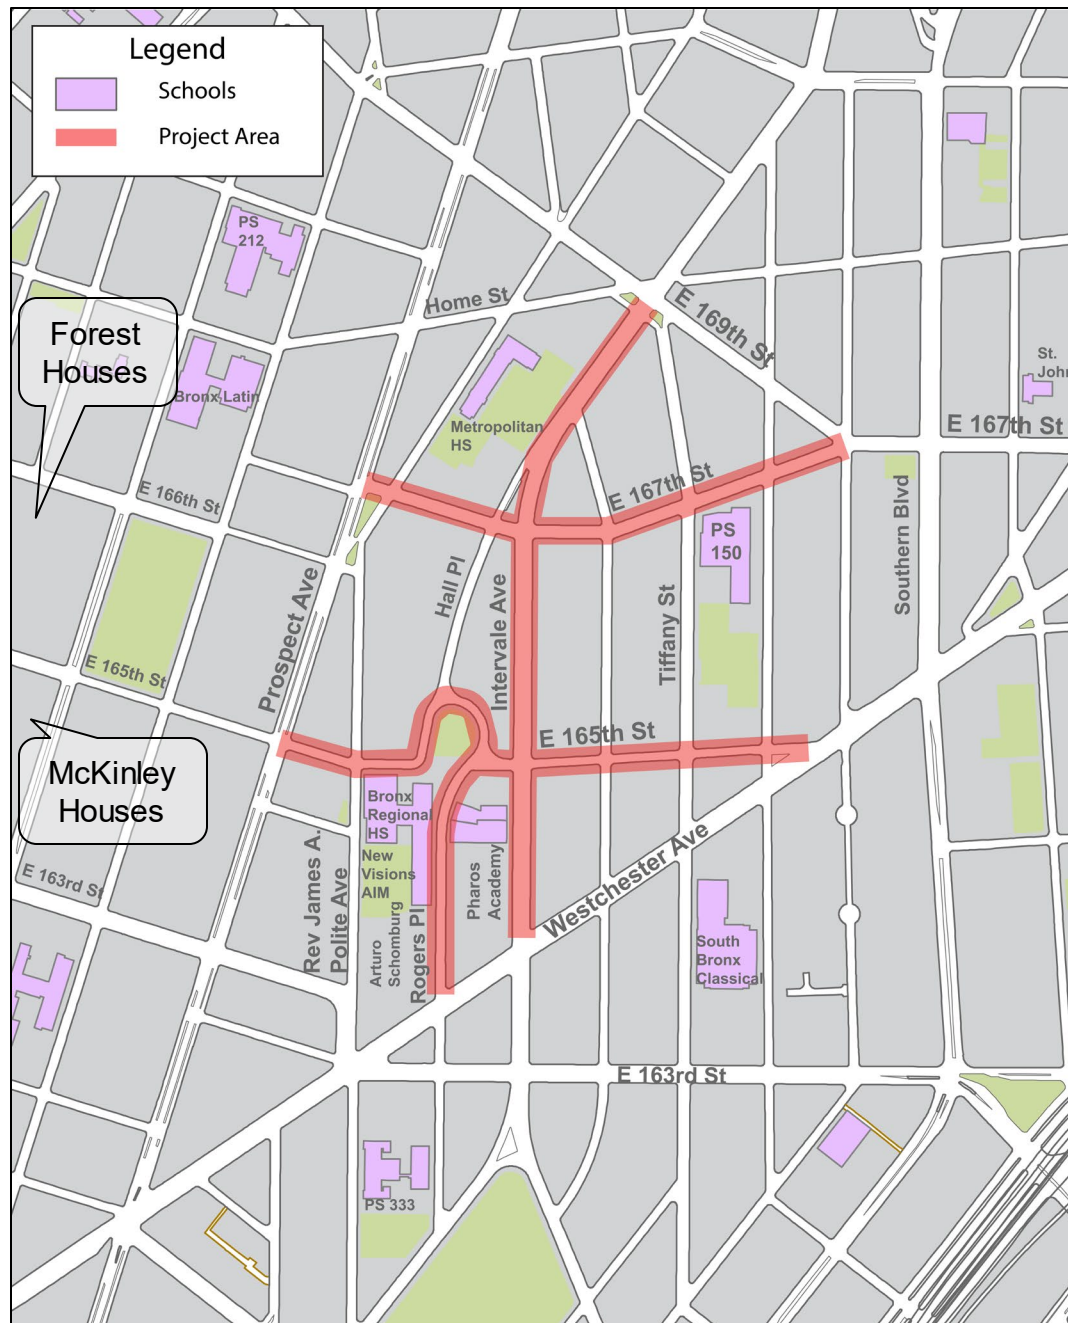 Legend
Schools
Project Area
PS
212
Home St
E 169th St
Forest
Houses
Bronx Latin
St.
John
Metropolitan
HS
E 167th St
E 167th St
E 166th St
PS
150
Southern Blvd
Hall Pl
Intervale Ave
Tiffany St
Prospect Ave
E 165th St
E 165th St
McKinley
Houses
Bronx
Regional
HS
New
Visions
AIM
Pharos
Academy
Westchester Ave
E 163rd St
Rev James A.
Polite Ave
Arturo
Schomburg
Rogers Pl
South
Bronx
Classical
E 163rd St
PS 333